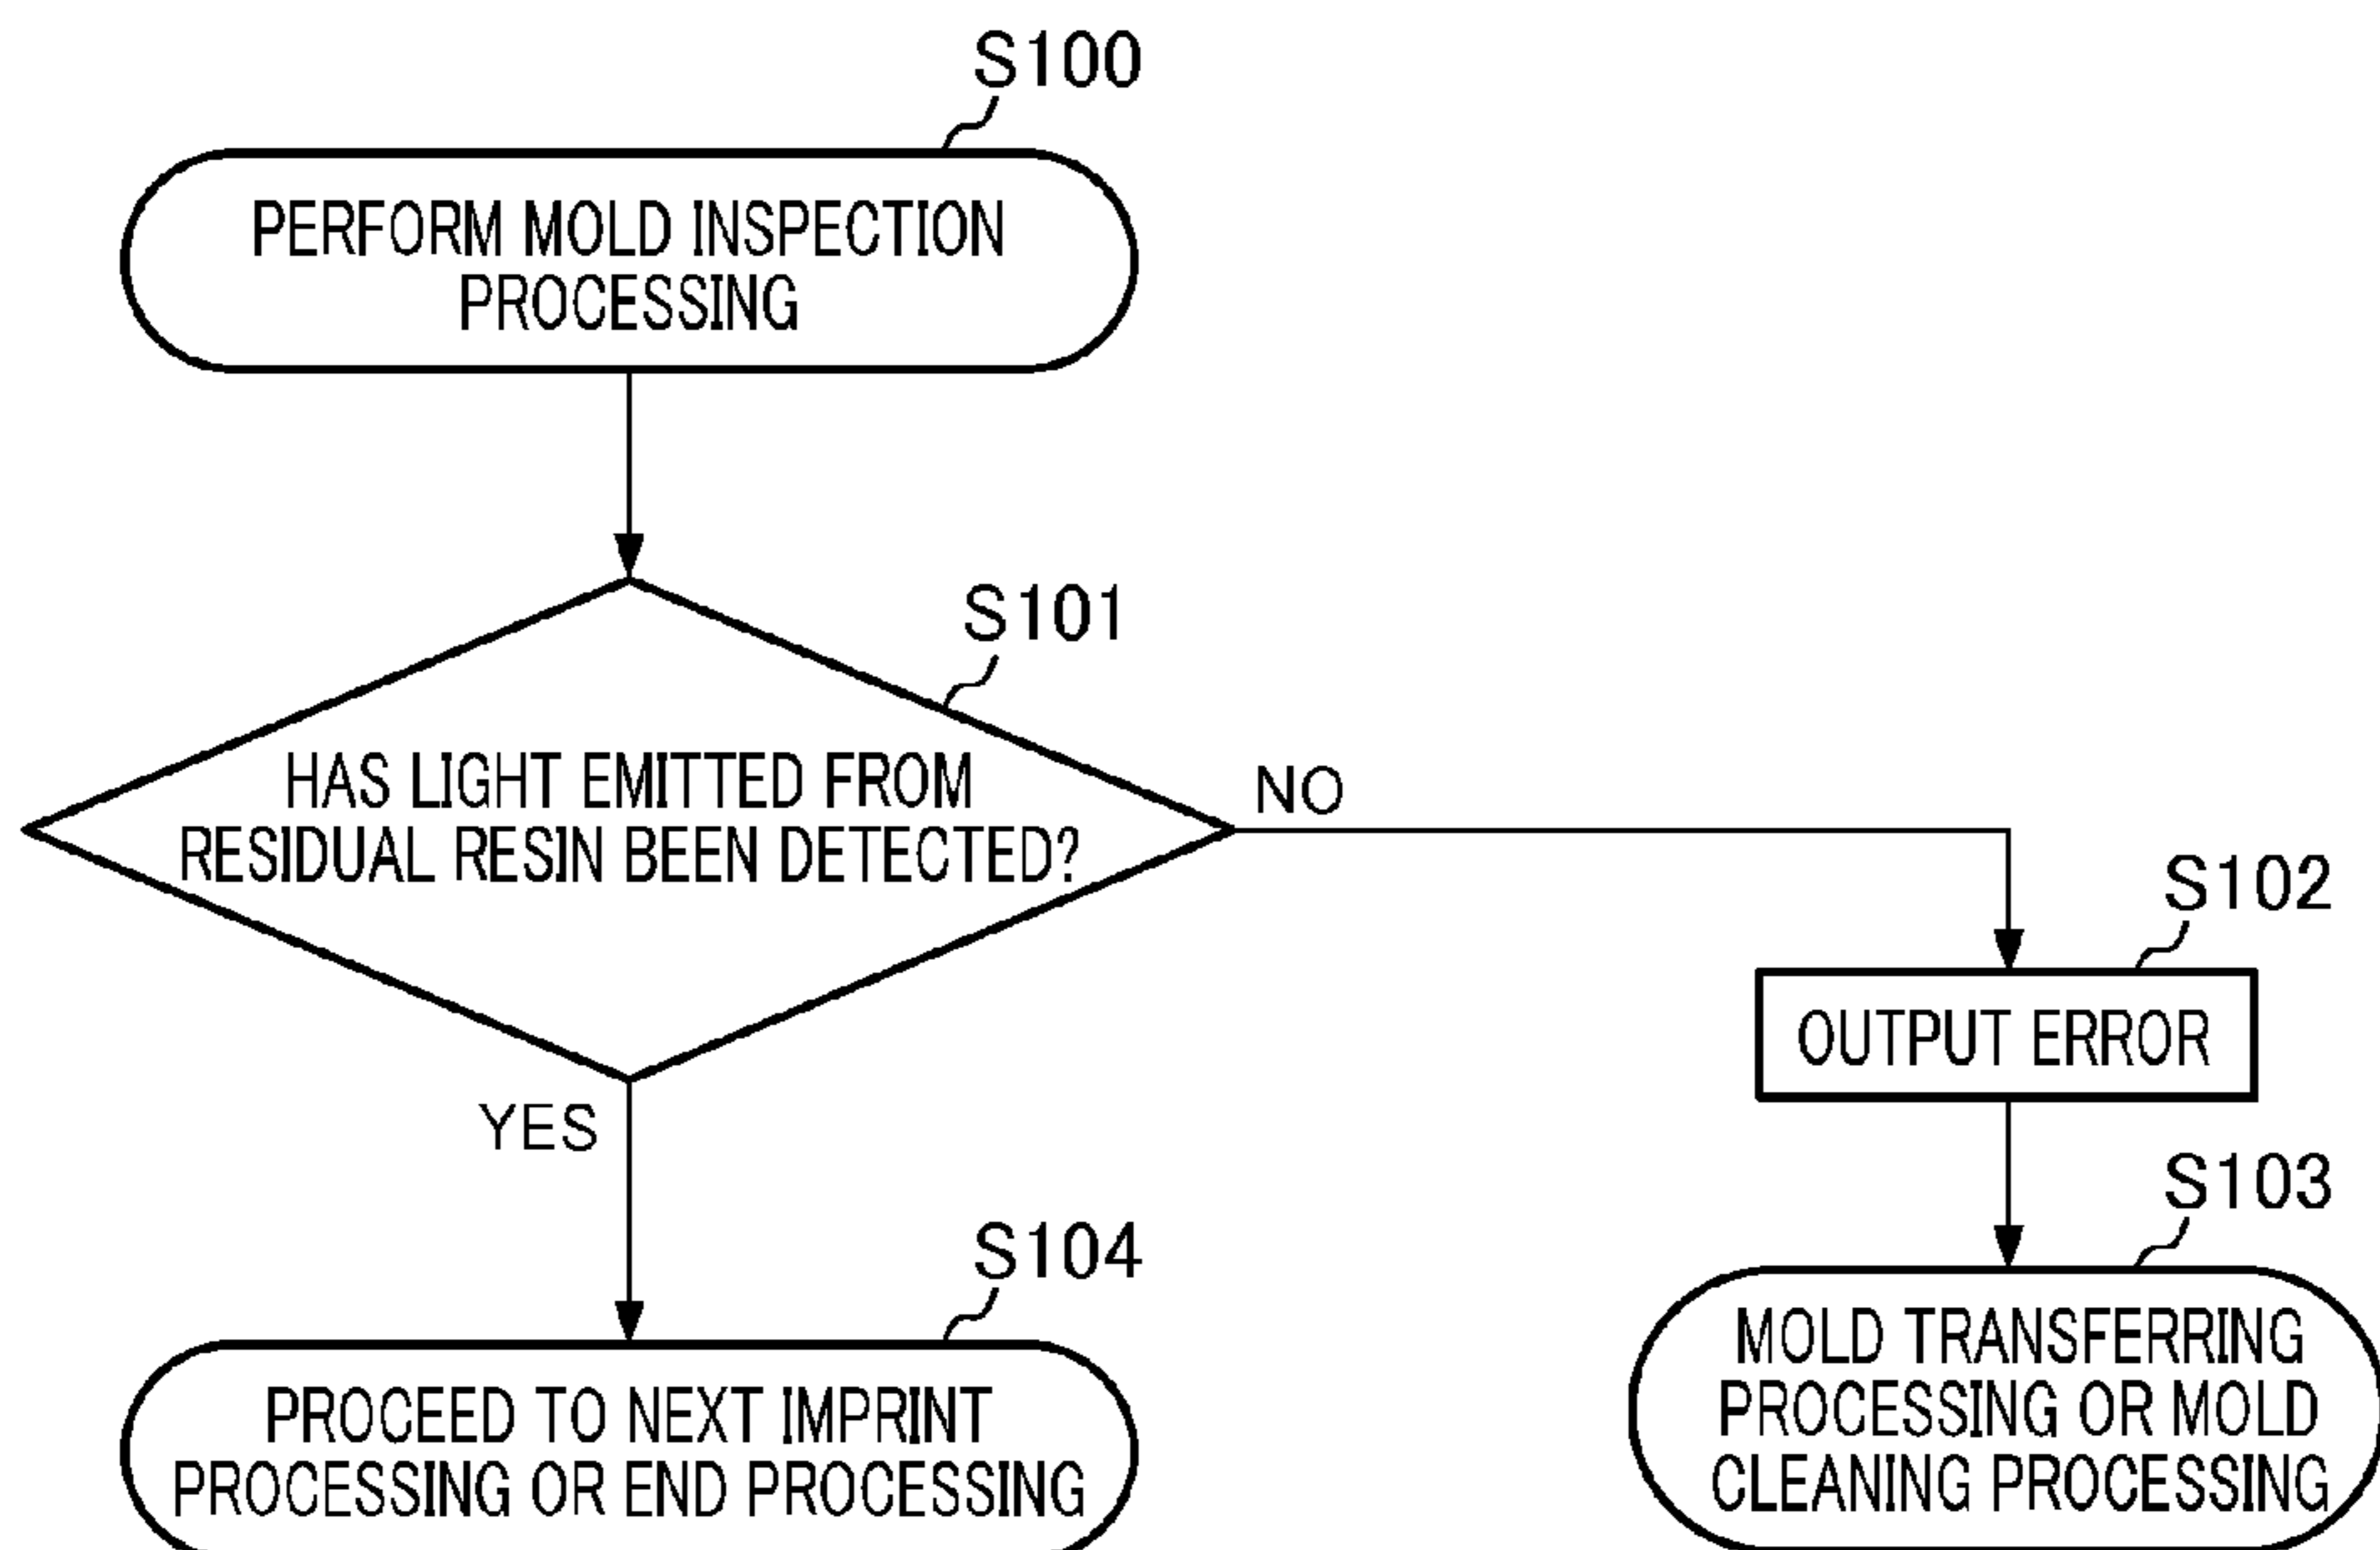 S100
PERFORM MOLD INSPECTION
PROCESSING
S101
HAS LIGHT EMITTED FROM
RESIDUAL RESIN BEEN DETECTED?
NO
S102
OUTPUT ERROR
YES
S103
MOLD TRANSFERRING
PROCESSING OR MOLD
CLEANING PROCESSING
S104
PROCEED TO NEXT IMPRINT
PROCESSING OR END PROCESSING